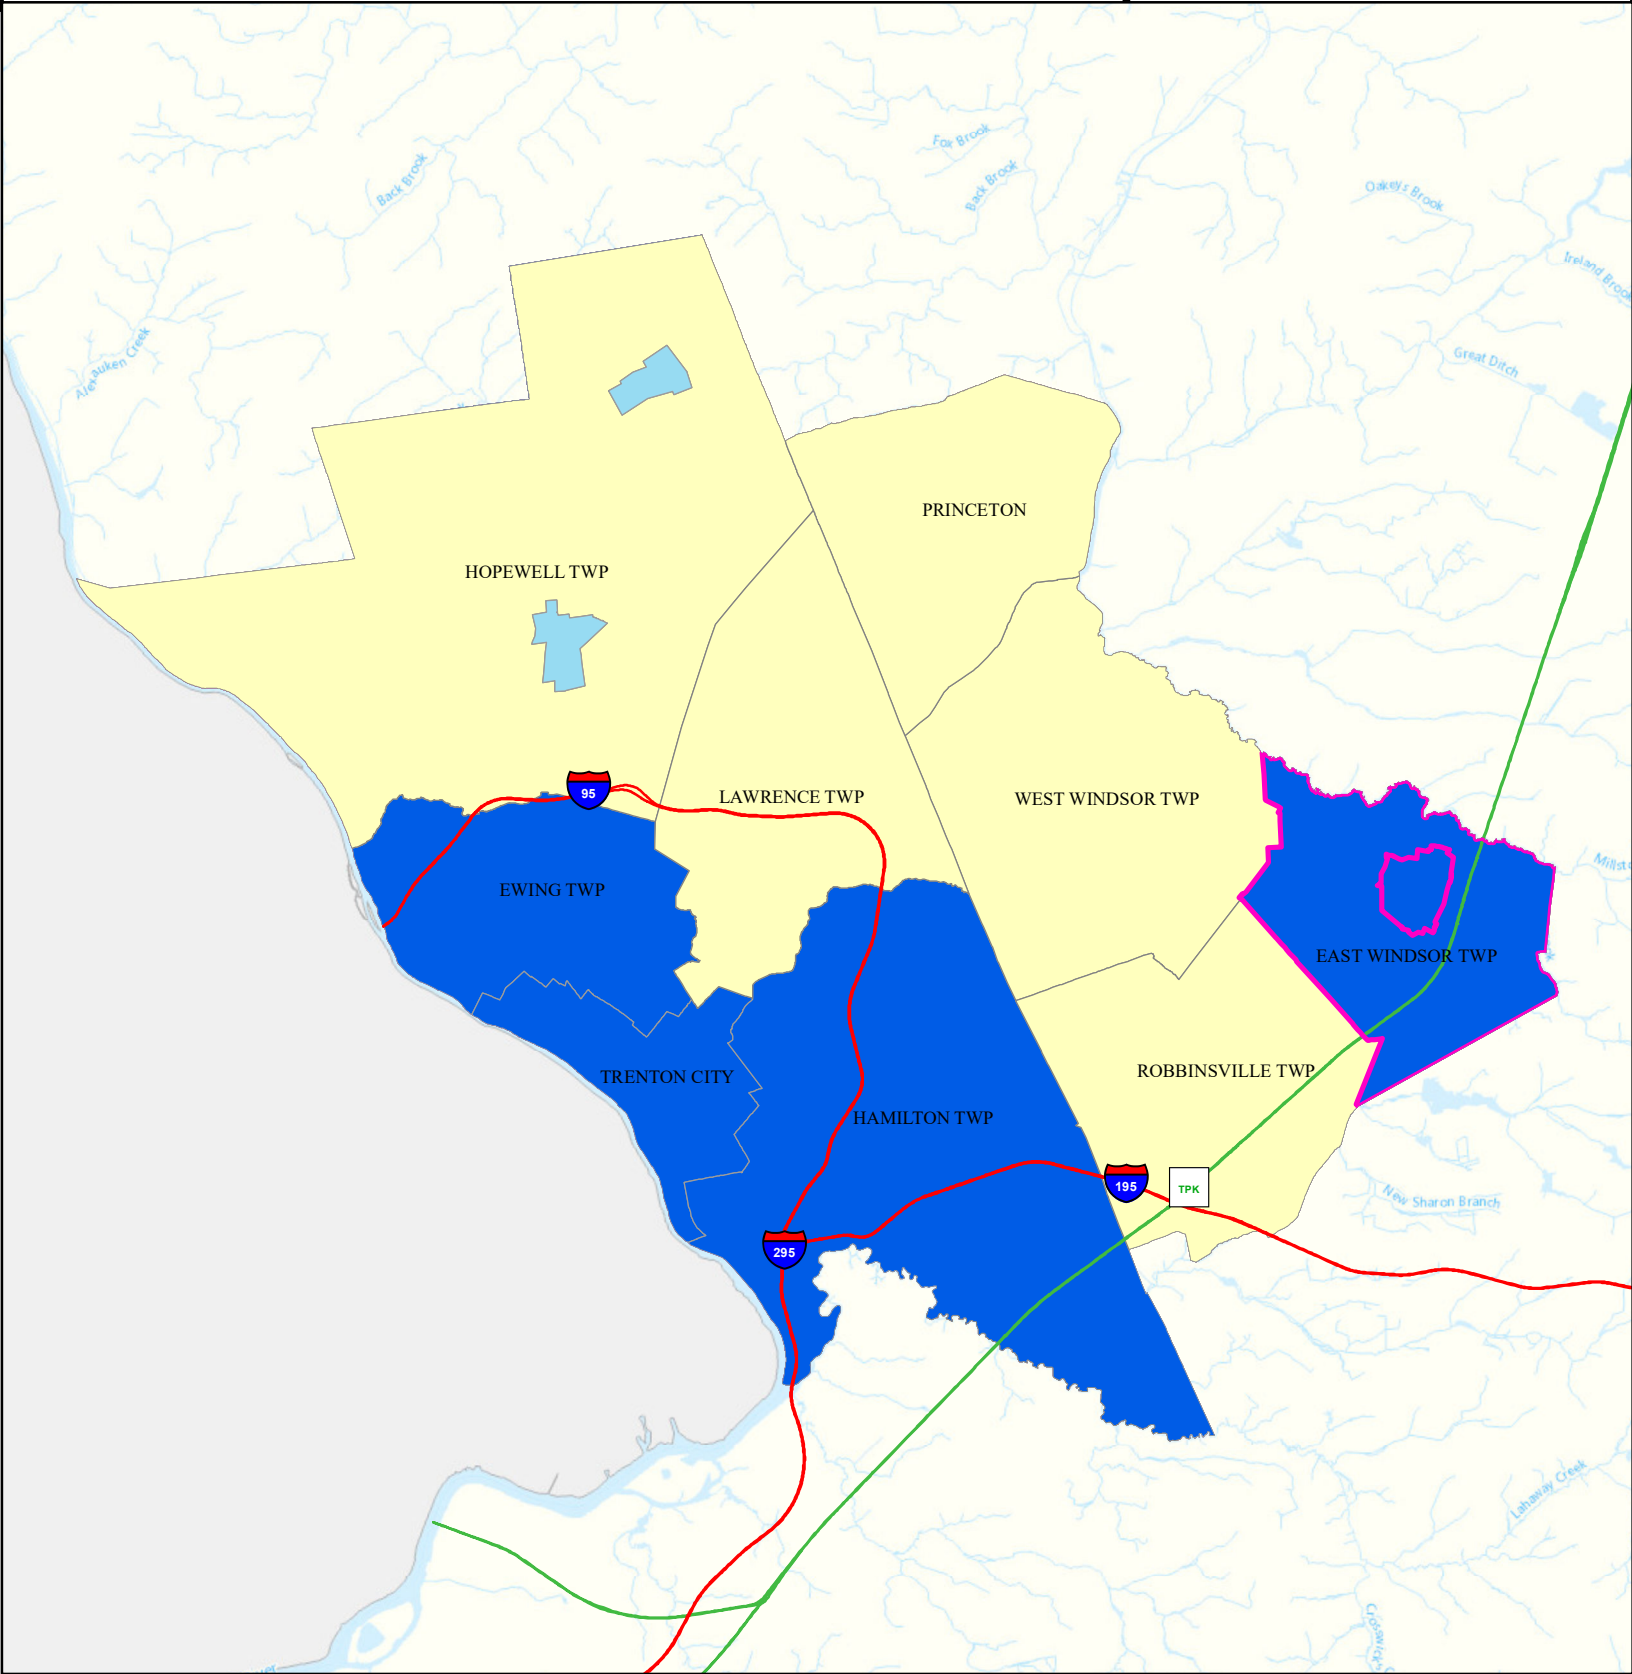 Fox Brook
Back Brook
Back Brook
Oakeys Brook
Ireland Brook
Alexauken Creek
Great Ditch
PRINCETON
HOPEWELL TWP
95
LAWRENCE TWP
WEST WINDSOR TWP
EWING TWP
EAST WINDSOR TWP
TRENTON CITY
ROBBINSVILLE TWP
HAMILTON TWP
195
TPK
New Sharon Branch
295
Lahaway Creek